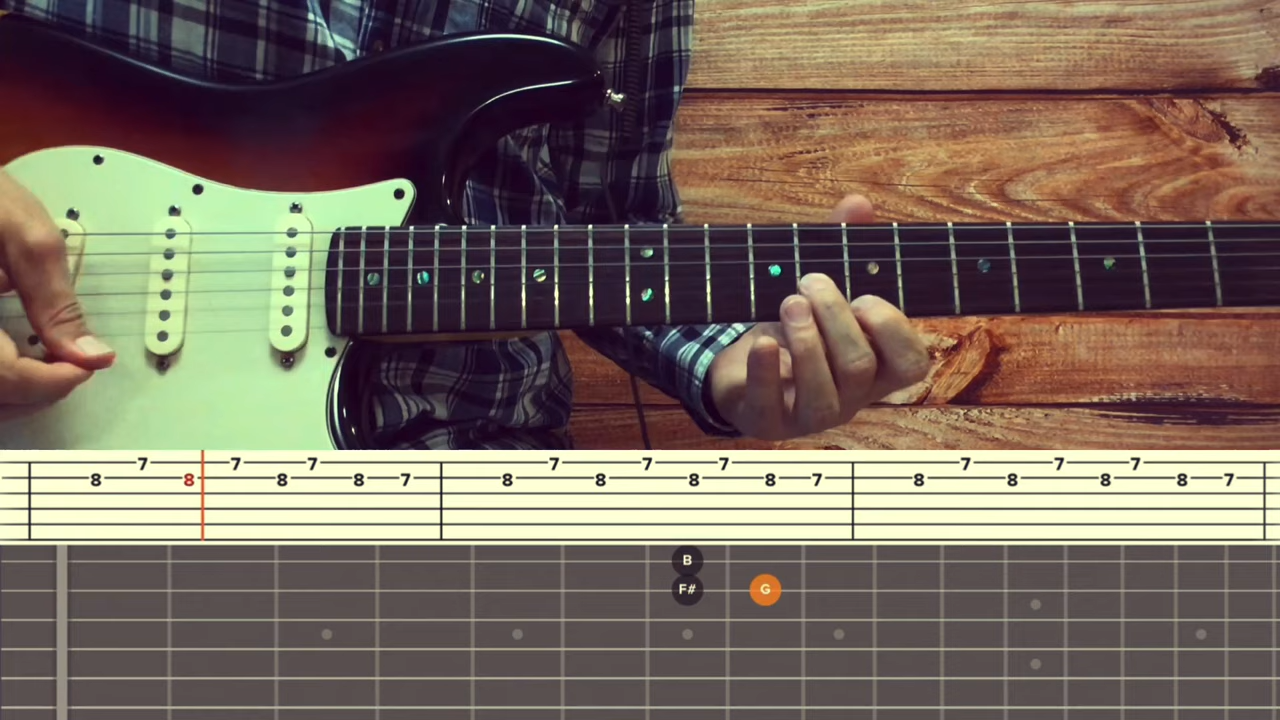 7 7 7 7 7 7 7 7 7
8 8 8 8 7 8 8 8 8 7 8 8 8 8 7
B
F# G